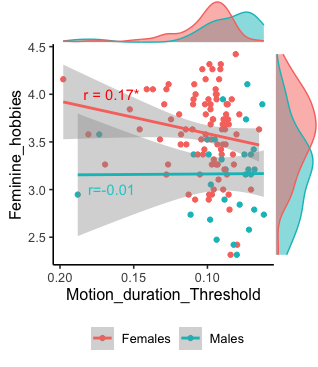 4.5
4.0
3.5
3.0
2.5
Feminine_hobbies
r = 0.17*
r=-0.01
0.20 0.15 0.10
Motion_duration_Threshold
Females Males